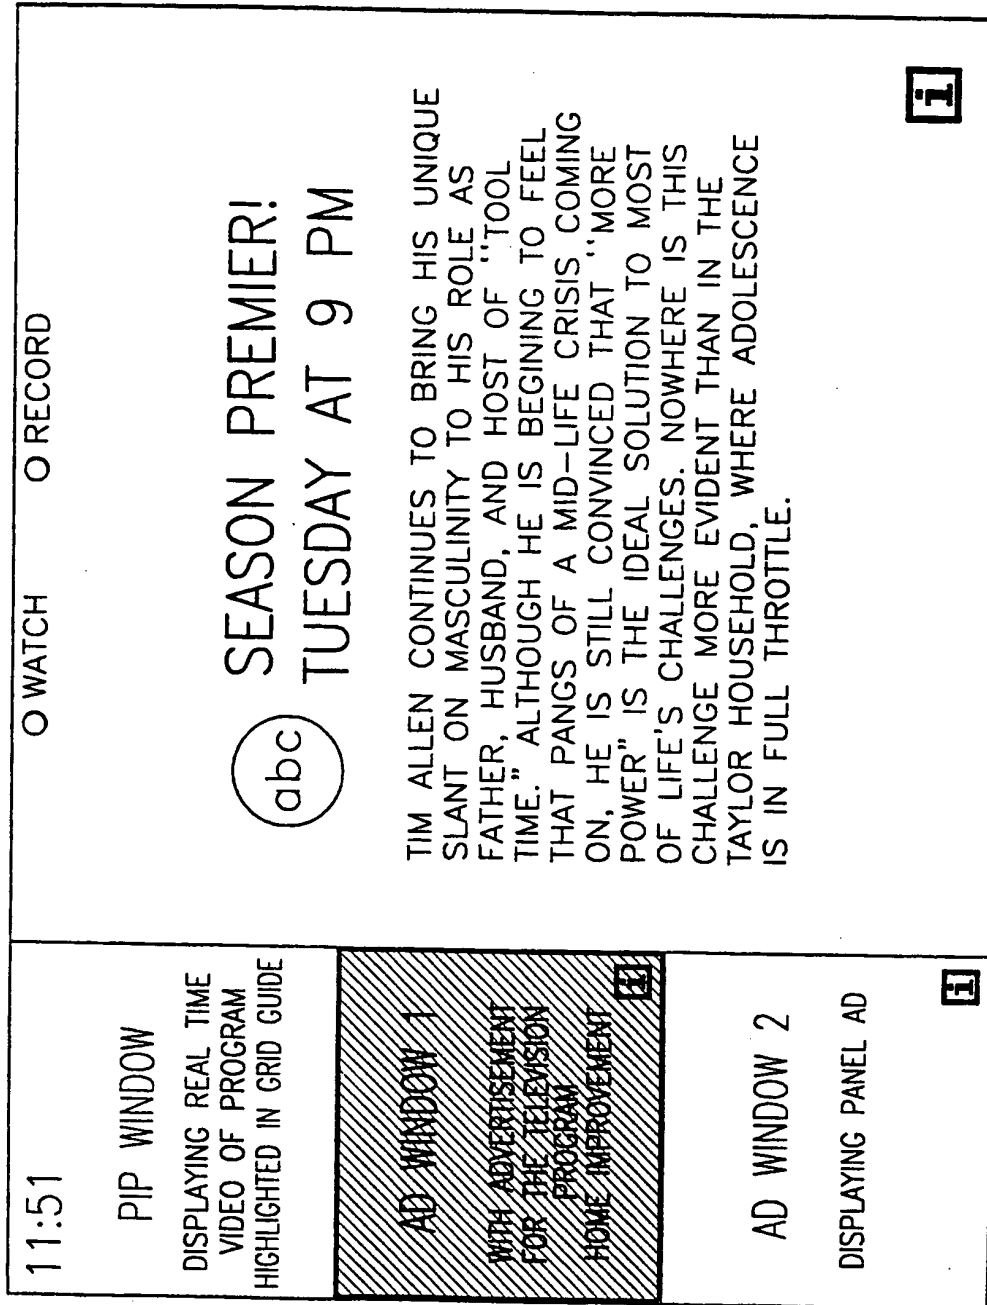 11:51
PIP WINDOW
DISPLAYING REAL TIME
VIDEO OF PROGRAM
HIGHLIGHTED IN GRID GUIDE
AD WINDOW 1
WITH ADVERTISEMENT
FOR THE TELEVISION
PROGRAM
HOME IMPROVEMENT
i
AD WINDOW 2
DISPLAYING PANEL AD
i
O WATCH O RECORD
abc
SEASON PREMIER!
TUESDAY AT 9 PM
TIM ALLEN CONTINUES TO BRING HIS UNIQUE
SLANT ON MASCULINITY TO HIS ROLE AS
FATHER, HUSBAND, AND HOST OF "TOOL
TIME." ALTHOUGH HE IS BEGINING TO FEEL
THAT PANGS OF A MID-LIFE CRISIS COMING
ON, HE IS STILL CONVINCED THAT "MORE
POWER" IS THE IDEAL SOLUTION TO MOST
OF LIFE'S CHALLENGES. NOWHERE IS THIS
CHALLENGE MORE EVIDENT THAN IN THE
TAYLOR HOUSEHOLD, WHERE ADOLESCENCE
IS IN FULL THROTTLE.
i